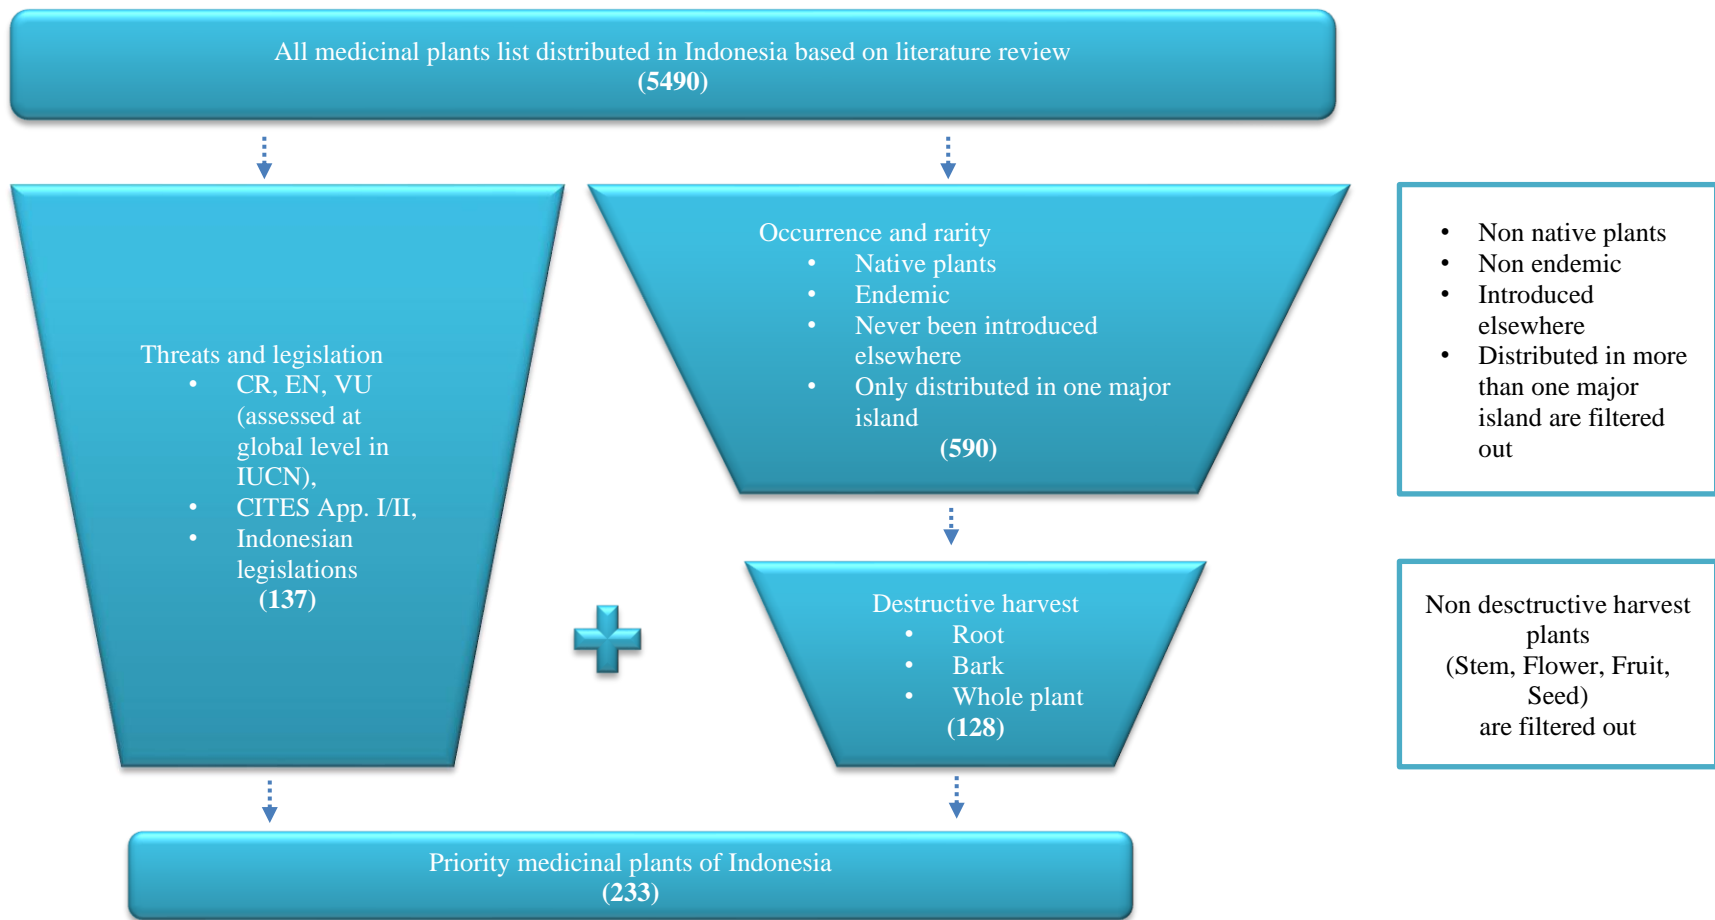 All medicinal plants list distributed in Indonesia based on literature review
(5490)
Threats and legislation
• CR, EN, VU
(assessed at
global level in
IUCN),
• CITES App. I/II,
• Indonesian
legislations
(137)
Occurrence and rarity
• Native plants
• Endemic
• Never been introduced
elsewhere
• Only distributed in one major
island
(590)
• Non native plants
• Non endemic
• Introduced
elsewhere
• Distributed in more
than one major
island are filtered
out
Destructive harvest
• Root
• Bark
• Whole plant
(128)
Non desctructive harvest
plants
(Stem, Flower, Fruit,
Seed)
are filtered out
Priority medicinal plants of Indonesia
(233)